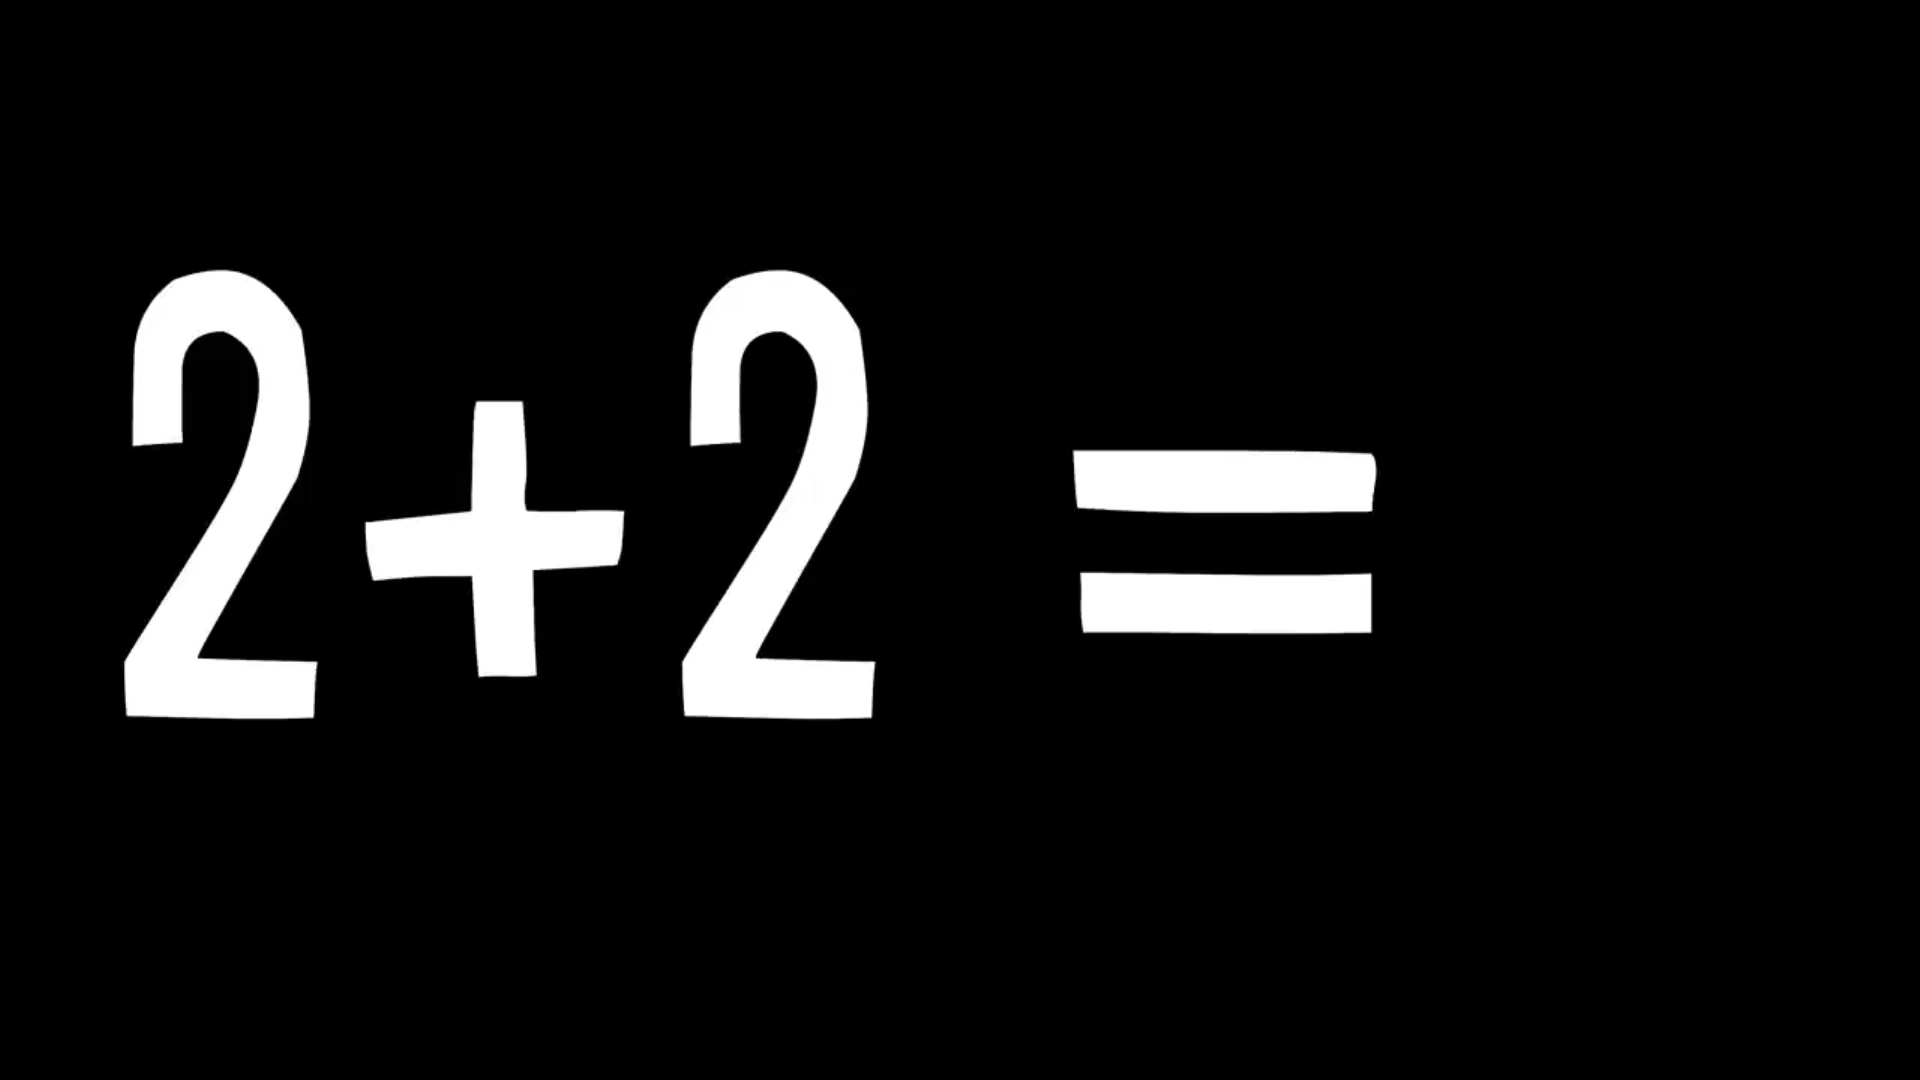 2+2 =